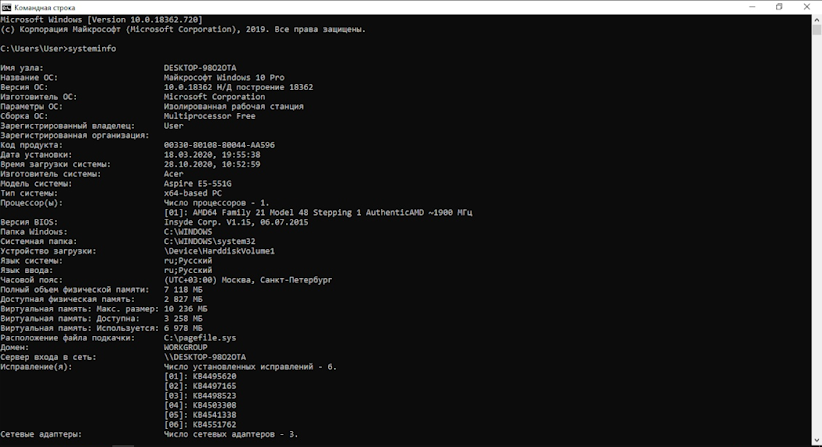 Командная строка
Microsoft Windows [Version 10.0.18362.720]
(c) Корпорация Майкрософт (Microsoft Corporation), 2019. Все права защищены.
C:\Users\User>systeminfo
Имя узла: DESKTOP-98O2OTA
Название ОС: Майкрософт Windows 10 Pro
Версия ОС: 10.0.18362 Н/Д построение 18362
Изготовитель ОС: Microsoft Corporation
Параметры ОС: Изолированная рабочая станция
Сборка ОС: Multiprocessor Free
Зарегистрированный владелец: User
Зарегистрированная организация:
Код продукта: 00330-80108-80044-AA596
Дата установки: 18.03.2020, 19:55:38
Время загрузки системы: 28.10.2020, 10:52:59
Изготовитель системы: Acer
Модель системы: Aspire E5-551G
Тип системы: x64-based PC
Процессор(ы): Число процессоров - 1.
[01]: AMD64 Family 21 Model 48 Stepping 1 AuthenticAMD ~1900 МГц
Версия BIOS: Insyde Corp. V1.15, 06.07.2015
Папка Windows: C:\WINDOWS
Системная папка: C:\WINDOWS\system32
Устройство загрузки: \Device\HarddiskVolume1
Язык системы: ru;Русский
Язык ввода: ru;Русский
Часовой пояс: (UTC+03:00) Москва, Санкт-Петербург
Полный объем физической памяти: 7 118 МБ
Доступная физическая память: 2 827 МБ
Виртуальная память: Макс. размер: 10 236 МБ
Виртуальная память: Доступна: 3 258 МБ
Виртуальная память: Используется: 6 978 МБ
Расположение файла подкачки: C:\pagefile.sys
Домен: WORKGROUP
Сервер входа в сеть: \\DESKTOP-98O2OTA
Исправление(я): Число установленных исправлений - 6.
[01]: KB4495620
[02]: KB4497165
[03]: KB4498523
[04]: KB4503308
[05]: KB4541338
[06]: KB4551762
Сетевые адаптеры: Число сетевых адаптеров - 3.